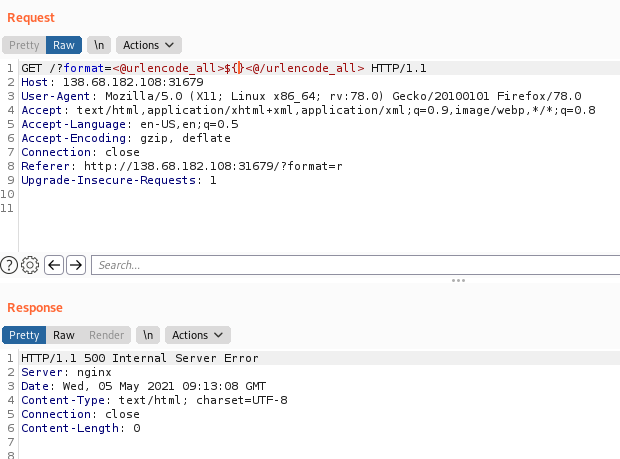 Request
Pretty Raw \n Actions
1 GET /?format=<@urlencode_all>${}<@/urlencode_all> HTTP/1.1
2 Host: 138.68.182.108:31679
3 User-Agent: Mozilla/5.0 (X11; Linux x86_64; rv:78.0) Gecko/20100101 Firefox/78.0
4 Accept: text/html,application/xhtml+xml,application/xml;q=0.9,image/webp,*/*;q=0.8
5 Accept-Language: en-US,en;q=0.5
6 Accept-Encoding: gzip, deflate
7 Connection: close
8 Referer: http://138.68.182.108:31679/?format=r
9 Upgrade-Insecure-Requests: 1
10
11
? Search...
Response
Pretty Raw Render \n Actions
1 HTTP/1.1 500 Internal Server Error
2 Server: nginx
3 Date: Wed, 05 May 2021 09:13:08 GMT
4 Content-Type: text/html; charset=UTF-8
5 Connection: close
6 Content-Length: 0
7
8